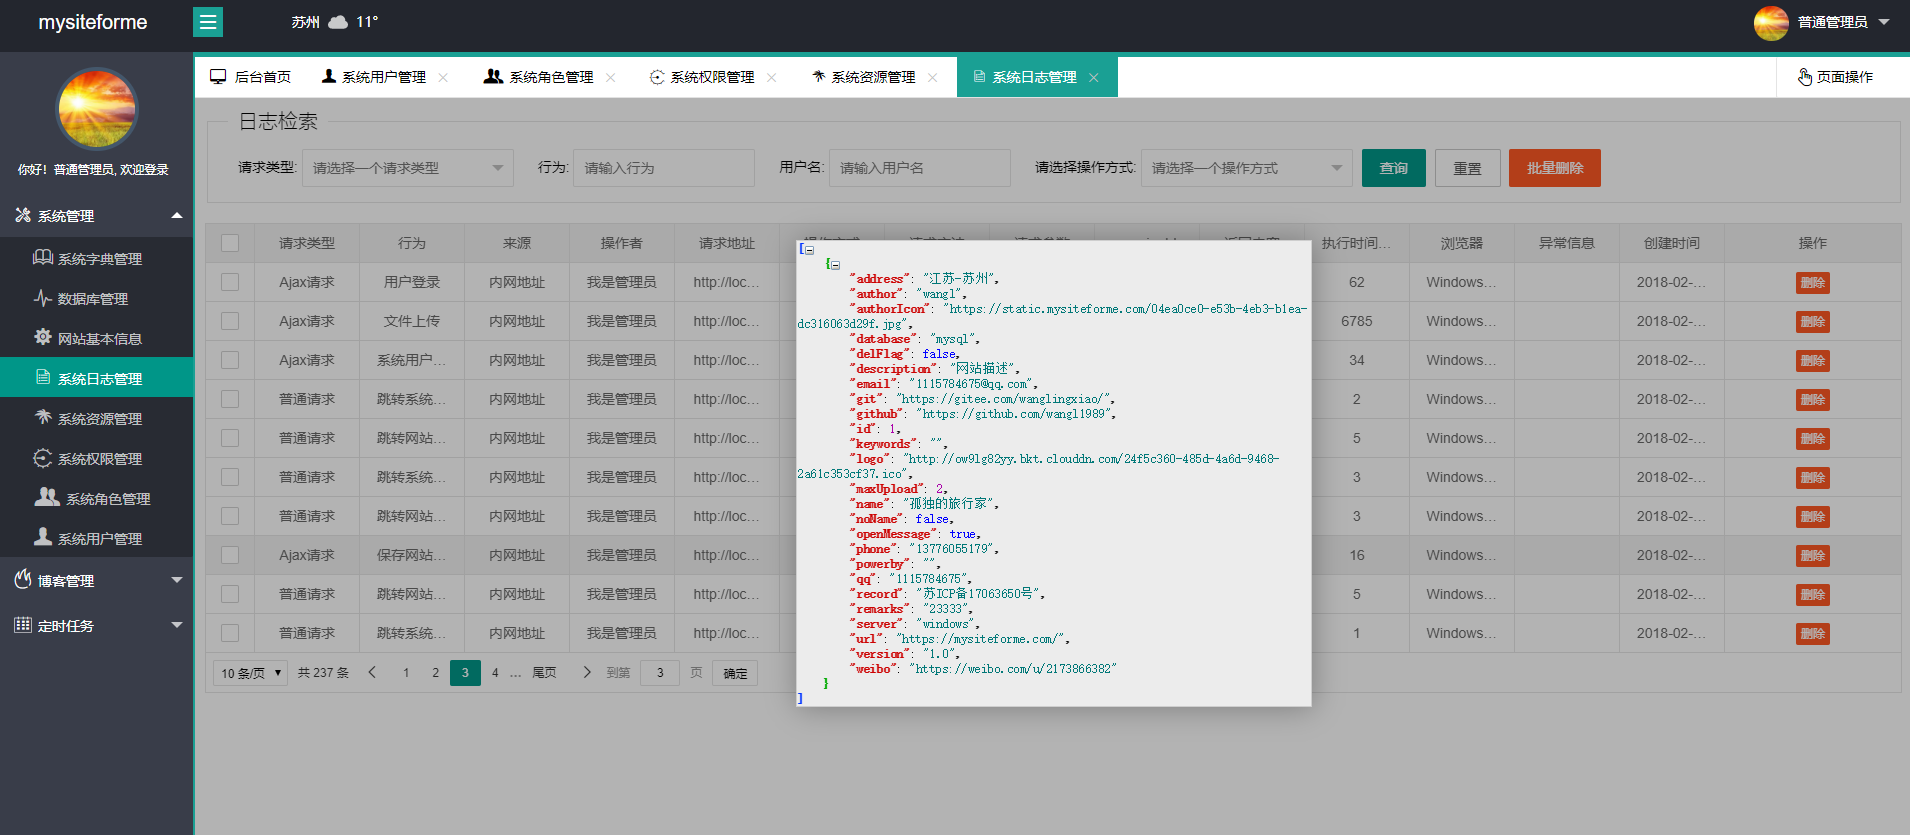 mysiteforme
苏州 11°
普通管理员
后台首页
系统用户管理
系统角色管理
系统权限管理
系统资源管理
系统日志管理
页面操作
你好！普通管理员, 欢迎登录
系统管理
系统字典管理
数据库管理
网站基本信息
系统日志管理
系统资源管理
系统权限管理
系统角色管理
系统用户管理
博客管理
定时任务
日志检索
请求类型: 请选择一个请求类型 行为: 请输入行为 用户名: 请输入用户名 请选择操作方式: 请选择一个操作方式 查询 重置 批量删除
请求类型 行为 来源 操作者 请求地址 执行时间... 浏览器 异常信息 创建时间 操作
Ajax请求 用户登录 内网地址 我是管理员 http://loc... 62 Windows... 2018-02-... 删除
Ajax请求 文件上传 内网地址 我是管理员 http://loc... 6785 Windows... 2018-02-... 删除
Ajax请求 系统用户... 内网地址 我是管理员 http://loc... 34 Windows... 2018-02-... 删除
普通请求 跳转系统... 内网地址 我是管理员 http://loc... 2 Windows... 2018-02-... 删除
普通请求 跳转网站... 内网地址 我是管理员 http://loc... 5 Windows... 2018-02-... 删除
普通请求 跳转系统... 内网地址 我是管理员 http://loc... 3 Windows... 2018-02-... 删除
普通请求 跳转网站... 内网地址 我是管理员 http://loc... 3 Windows... 2018-02-... 删除
Ajax请求 保存网站... 内网地址 我是管理员 http://loc... 16 Windows... 2018-02-... 删除
普通请求 跳转网站... 内网地址 我是管理员 http://loc... 5 Windows... 2018-02-... 删除
普通请求 跳转系统... 内网地址 我是管理员 http://loc... 1 Windows... 2018-02-... 删除
10 条/页 共 237 条 1 2 3 4 … 尾页 到第 3 页 确定
[
{
"address": "江苏-苏州",
"author": "wangl",
"authorIcon": "https://static.mysiteforme.com/04ea0ce0-e53b-4eb3-b1ea-
dc316063d29f.jpg",
"database": "mysql",
"delFlag": false,
"description": "网站描述",
"email": "1115784675@qq.com",
"git": "https://gitee.com/wanglingxiao/",
"github": "https://github.com/wangl1989",
"id": 1,
"keywords": "",
"logo": "http://ow9lg82yy.bkt.clouddn.com/24f5c360-485d-4a6d-9468-
2a61c353cf37.ico",
"maxUpload": 2,
"name": "孤独的旅行家",
"noName": false,
"openMessage": true,
"phone": "13776055179",
"powerby": "",
"qq": "1115784675",
"record": "苏ICP备17063650号",
"remarks": "23333",
"server": "windows",
"url": "https://mysiteforme.com/",
"version": "1.0",
"weibo": "https://weibo.com/u/2173866382"
}
]